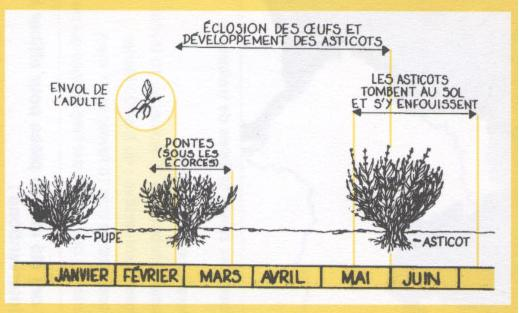 ÉCLOSION DES ŒUFS ET
DÉVELOPPEMENT DES ASTICOTS
ENVOL DE
L'ADULTE
LES ASTICOTS
TOMBENT AU SOL
ET S'Y ENFOUISSENT
PONTES
(SOUS LES
ÉCORCES)
PUPE
ASTICOT
JANVIER FÉVRIER MARS AVRIL MAI JUIN